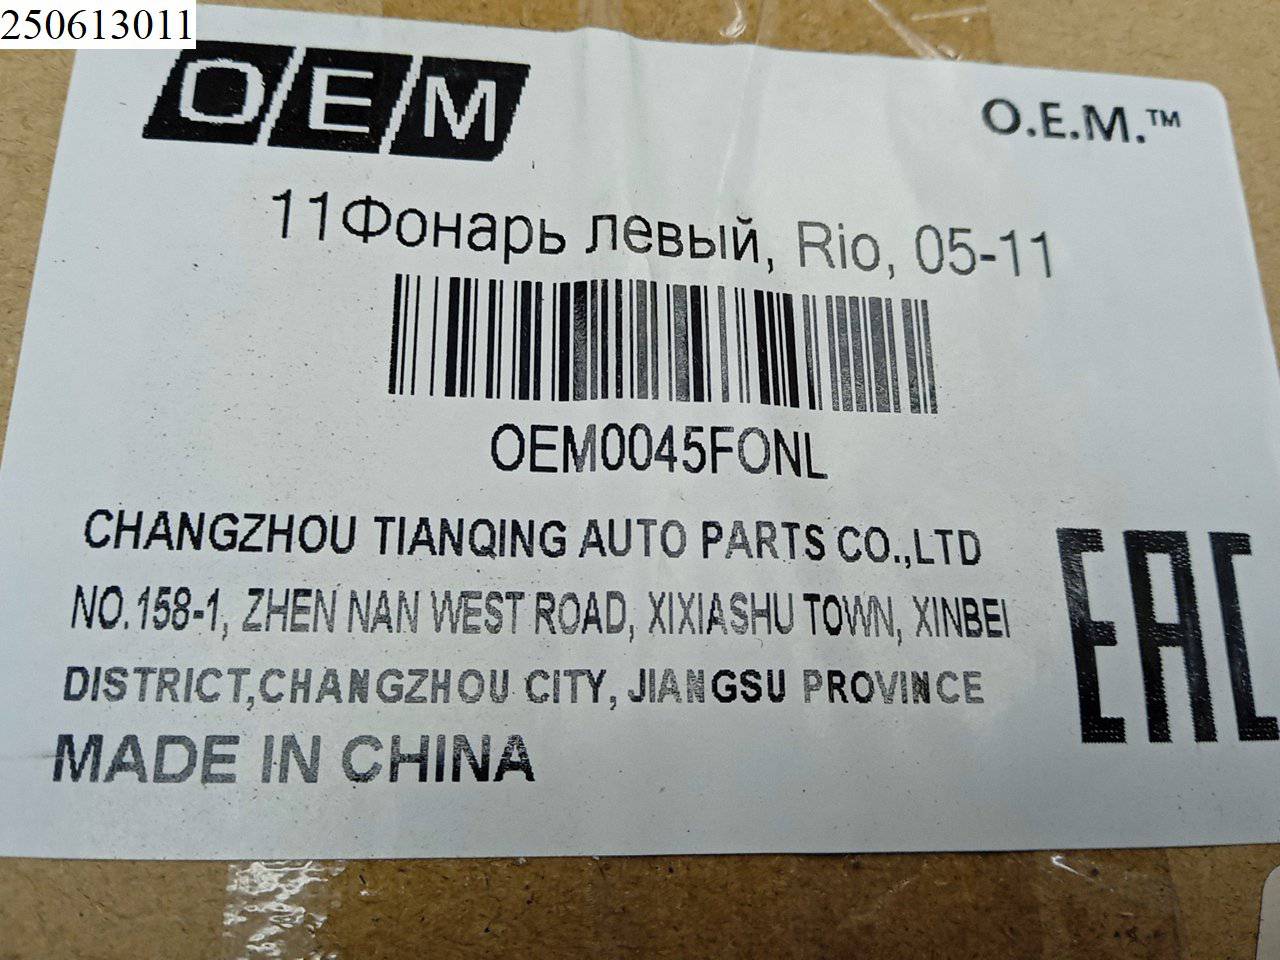 250613011
OEM
O.E.M.™
11Фонарь левый, Rio, 05-11
OEM0045FONL
CHANGZHOU TIANQING AUTO PARTS CO.,LTD
NO.158-1, ZHEN NAN WEST ROAD, XIXIASHU TOWN, XINBEI
DISTRICT,CHANGZHOU CITY, JIANGSU PROVINCE
MADE IN CHINA
EAC